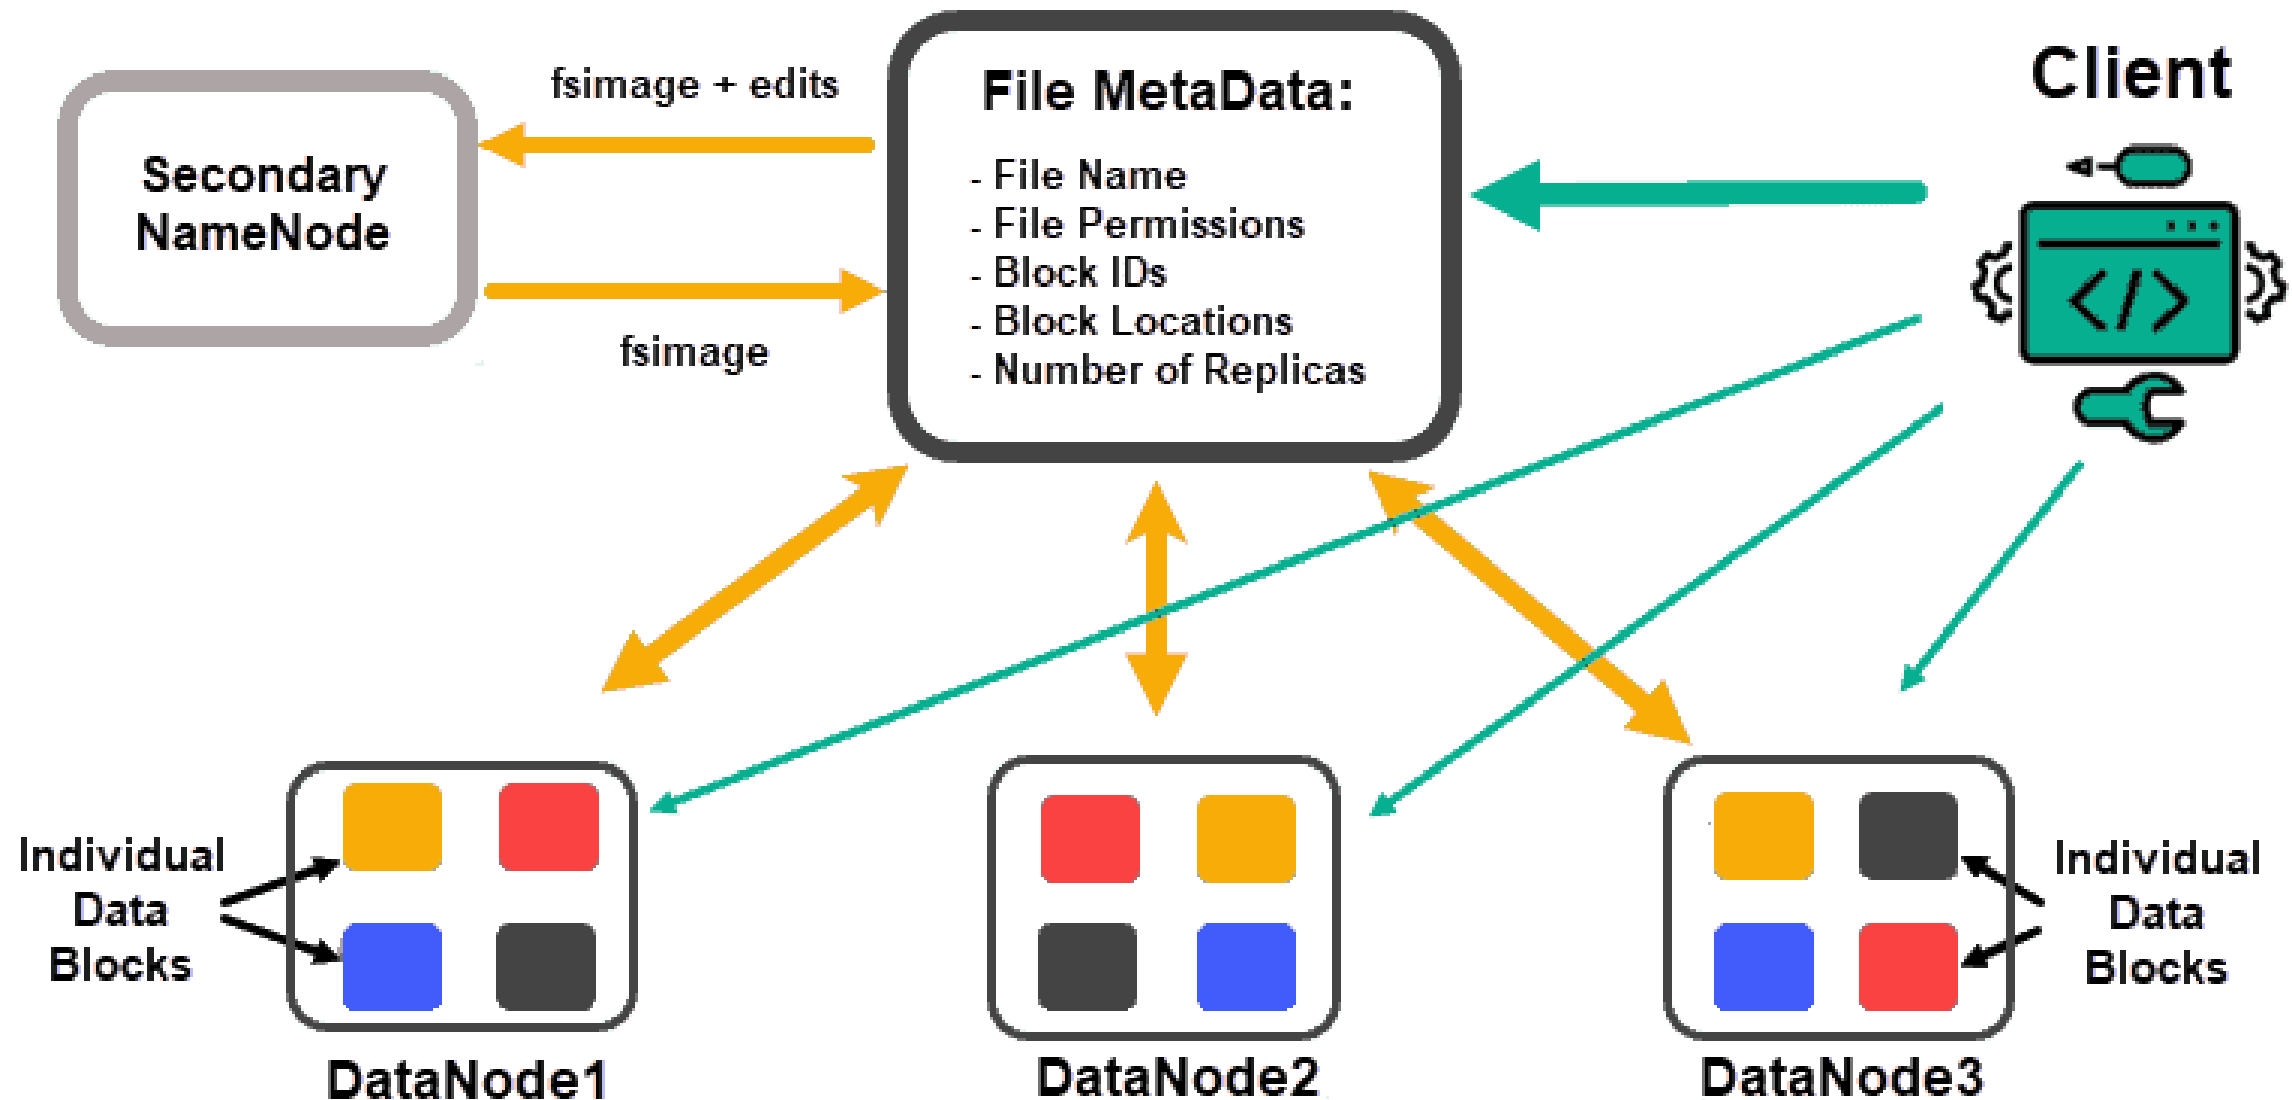 Secondary
NameNode
fsimage + edits
fsimage
File MetaData:
- File Name
- File Permissions
- Block IDs
- Block Locations
- Number of Replicas
Client
</>
Individual
Data
Blocks
DataNode1
DataNode2
DataNode3
Individual
Data
Blocks